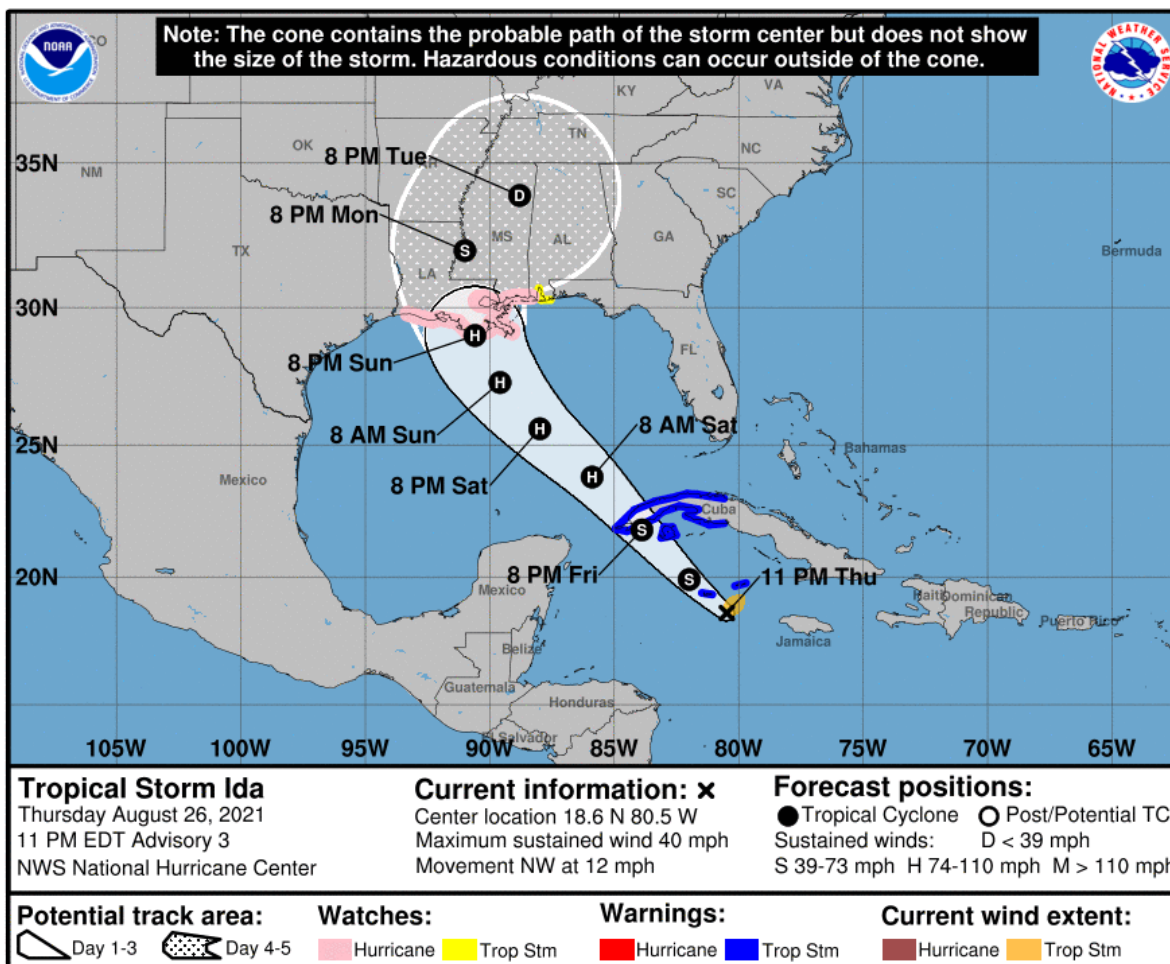 Note: The cone contains the probable path of the storm center but does not show
the size of the storm. Hazardous conditions can occur outside of the cone.
NOAA
NATIONAL WEATHER SERVICE
CO
KY
VA
OK
TN
NC
NM
8 PM Tue
AR
35N
SC
8 PM Mon
MS
AL
GA
TX
Bermuda
LA
30N
FL
8 PM Sun
H
8 AM Sun
H
8 AM Sat
25N
Bahamas
8 PM Sat
H
H
Mexico
Cuba
S
D
S
8 PM Fri
S
11 PM Thu
20N
Mexico
Haiti
Dominican
Republic
Puerto Rico
Jamaica
Belize
Guatemala
Honduras
El Salvador
105W 100W 95W 90W 85W 80W 75W 70W 65W
Tropical Storm Ida
Thursday August 26, 2021
11 PM EDT Advisory 3
NWS National Hurricane Center
Current information: x
Center location 18.6 N 80.5 W
Maximum sustained wind 40 mph
Movement NW at 12 mph
Forecast positions:
Tropical Cyclone Post/Potential TC
Sustained winds: D < 39 mph
S 39-73 mph H 74-110 mph M > 110 mph
Potential track area:
Day 1-3 Day 4-5
Watches:
Hurricane Trop Stm
Warnings:
Hurricane Trop Stm
Current wind extent:
Hurricane Trop Stm